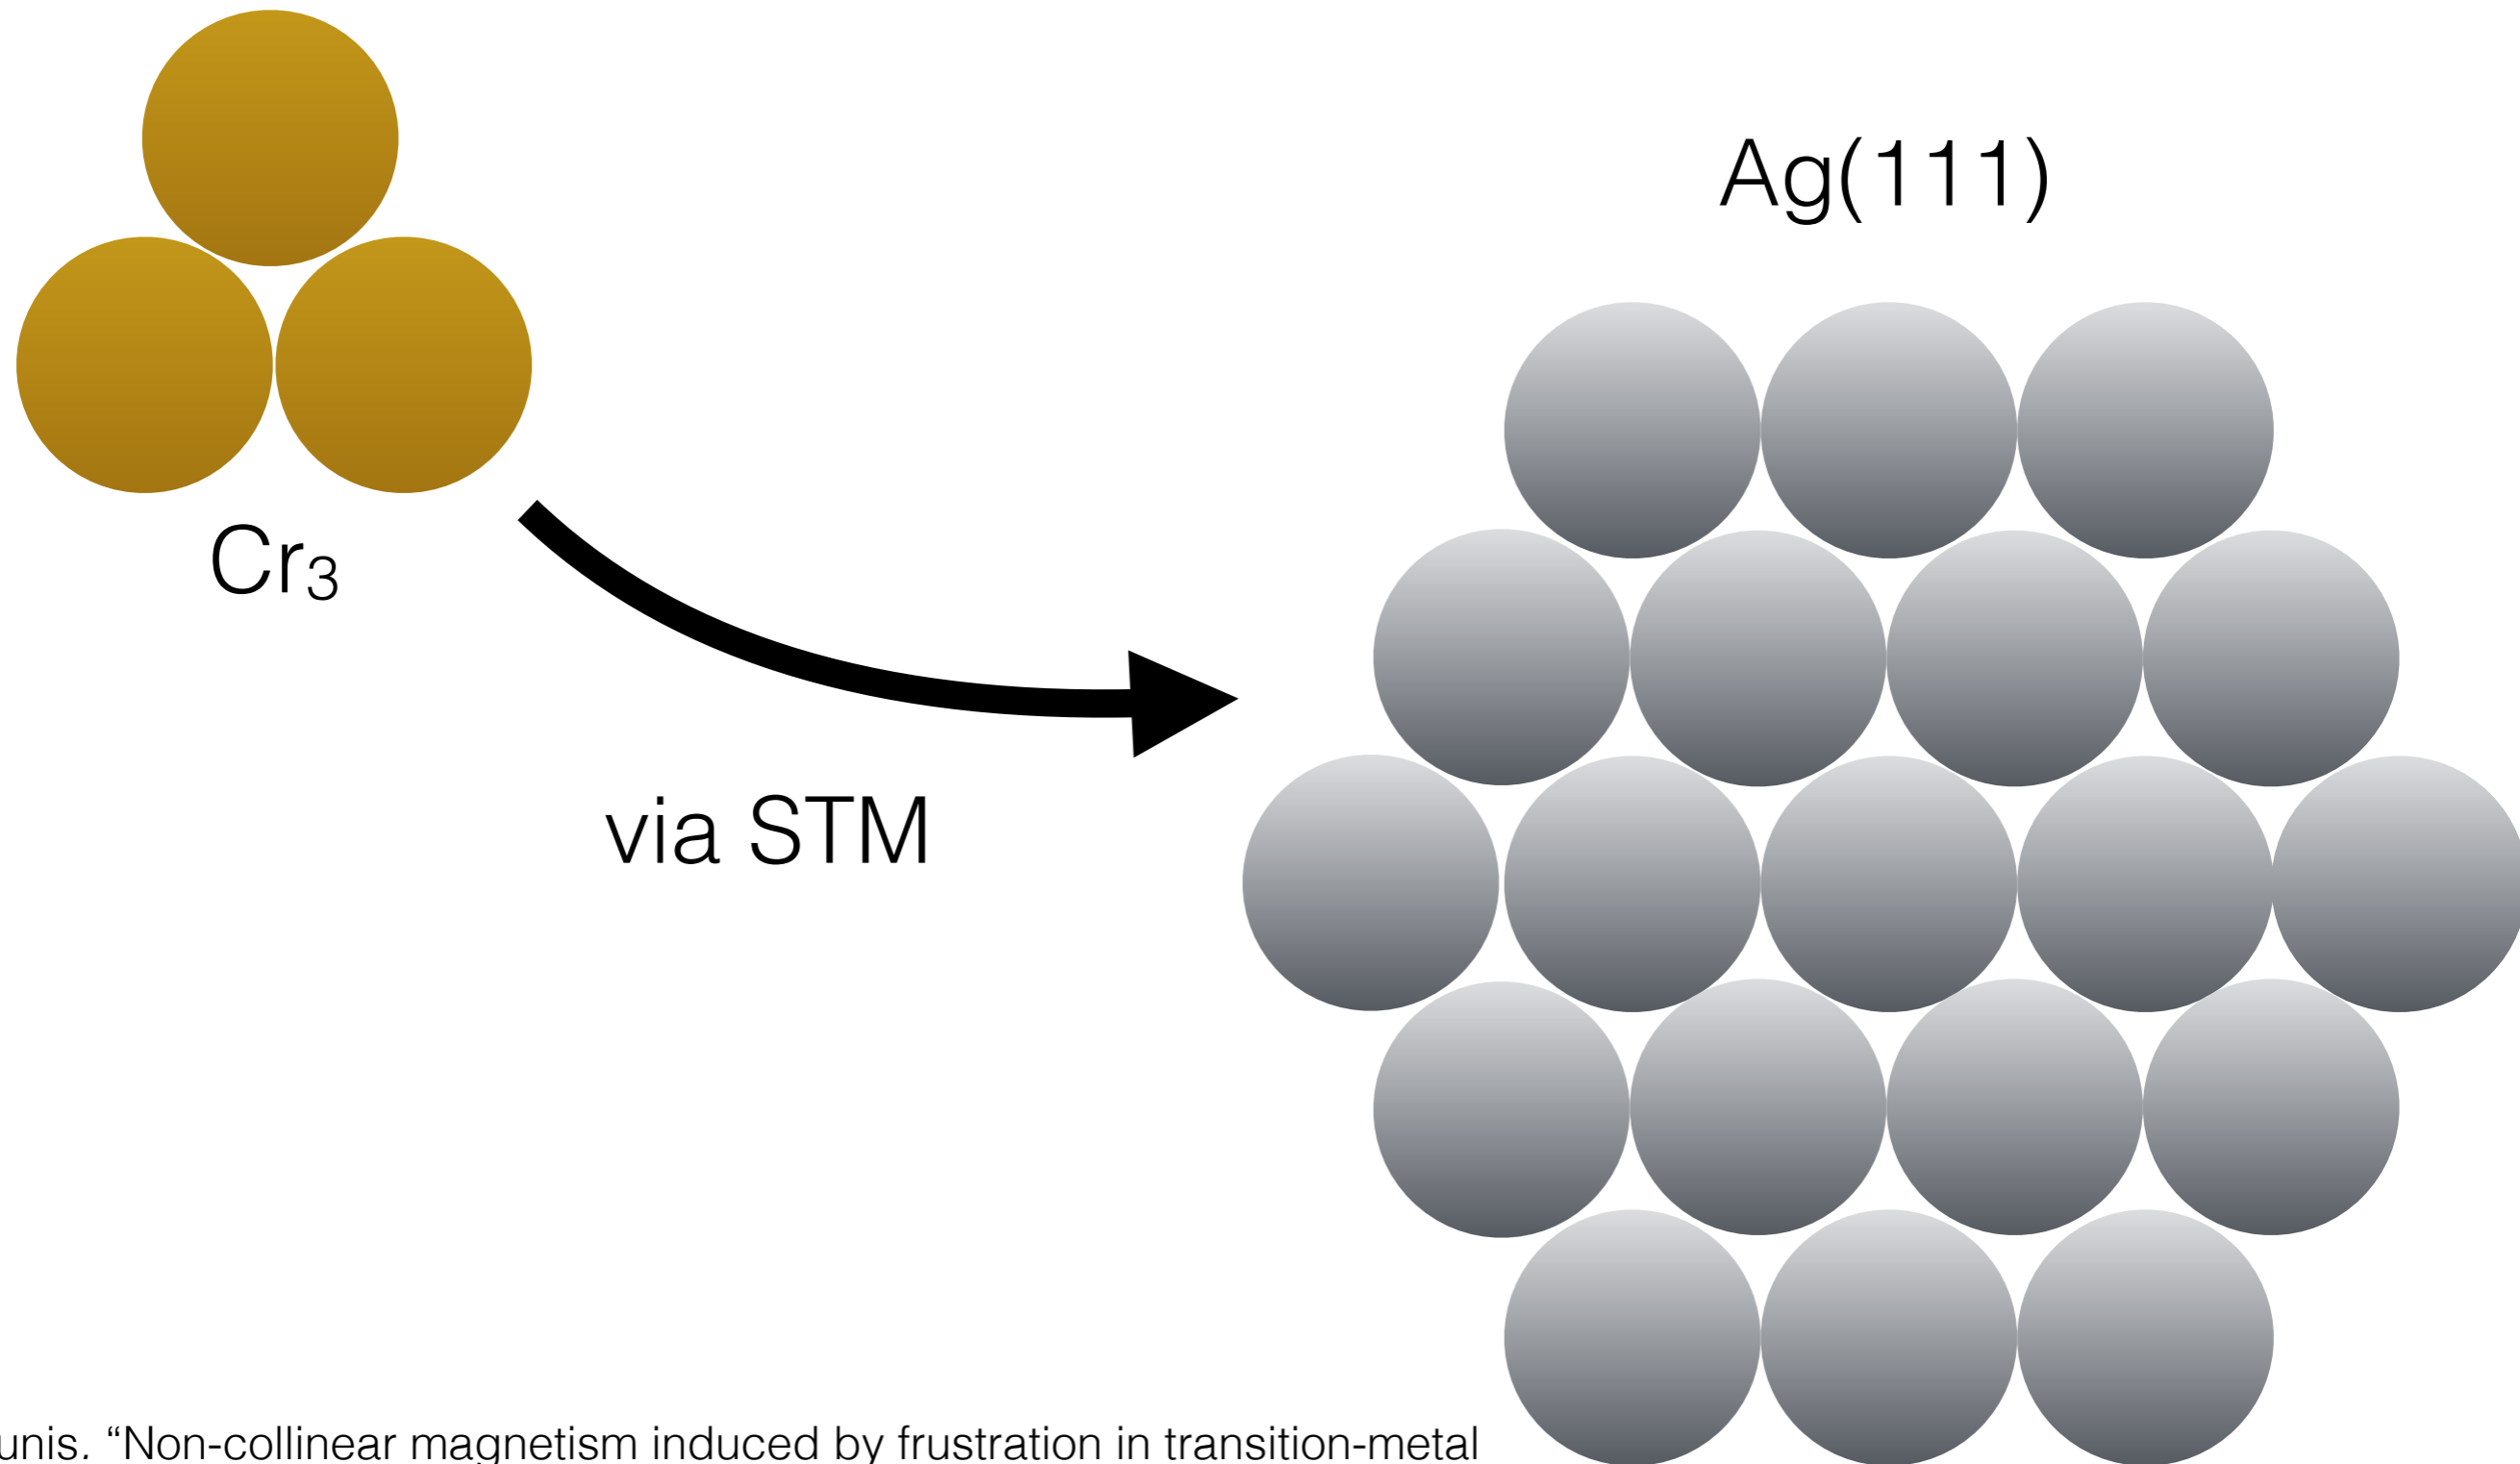 Ag(111)
Cr₃
via STM
unis. “Non-collinear magnetism induced by frustration in transition-metal